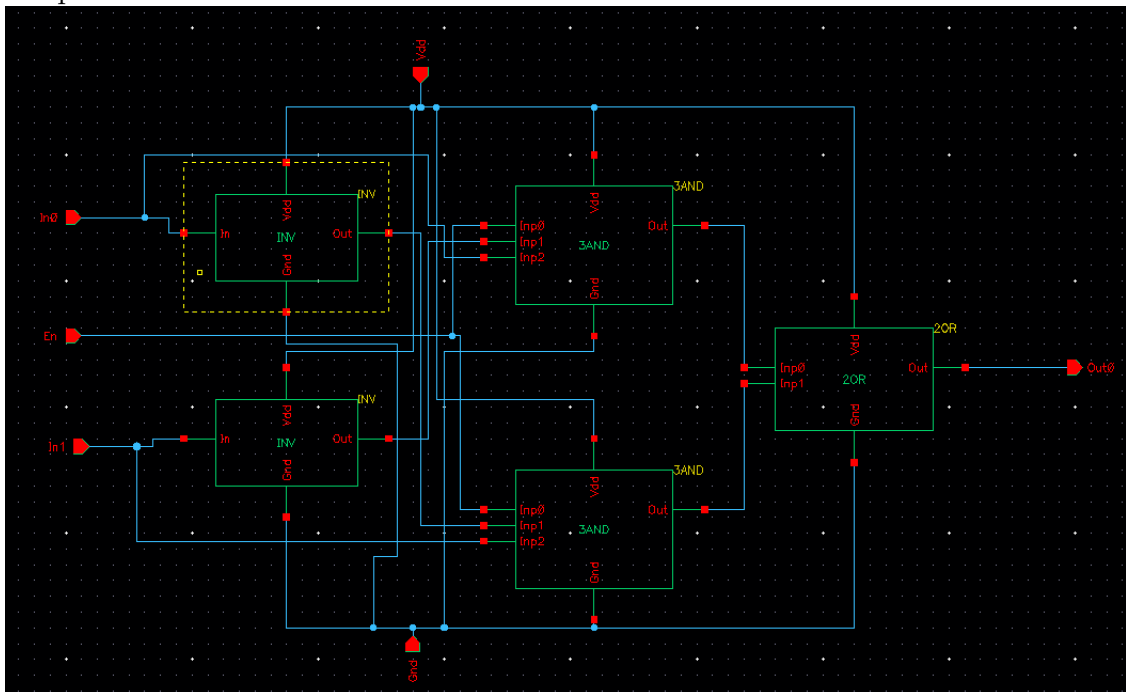 Vdd
In0
INV
Vdd
In
INV
Out
Gnd
3AND
Vdd
Inp0
Inp1
Inp2
3AND
Out
Gnd
En
2OR
Vdd
Inp0
Inp1
2OR
Out
Gnd
Out0
In1
INV
Vdd
In
INV
Out
Gnd
3AND
Vdd
Inp0
Inp1
Inp2
3AND
Out
Gnd
Gnd